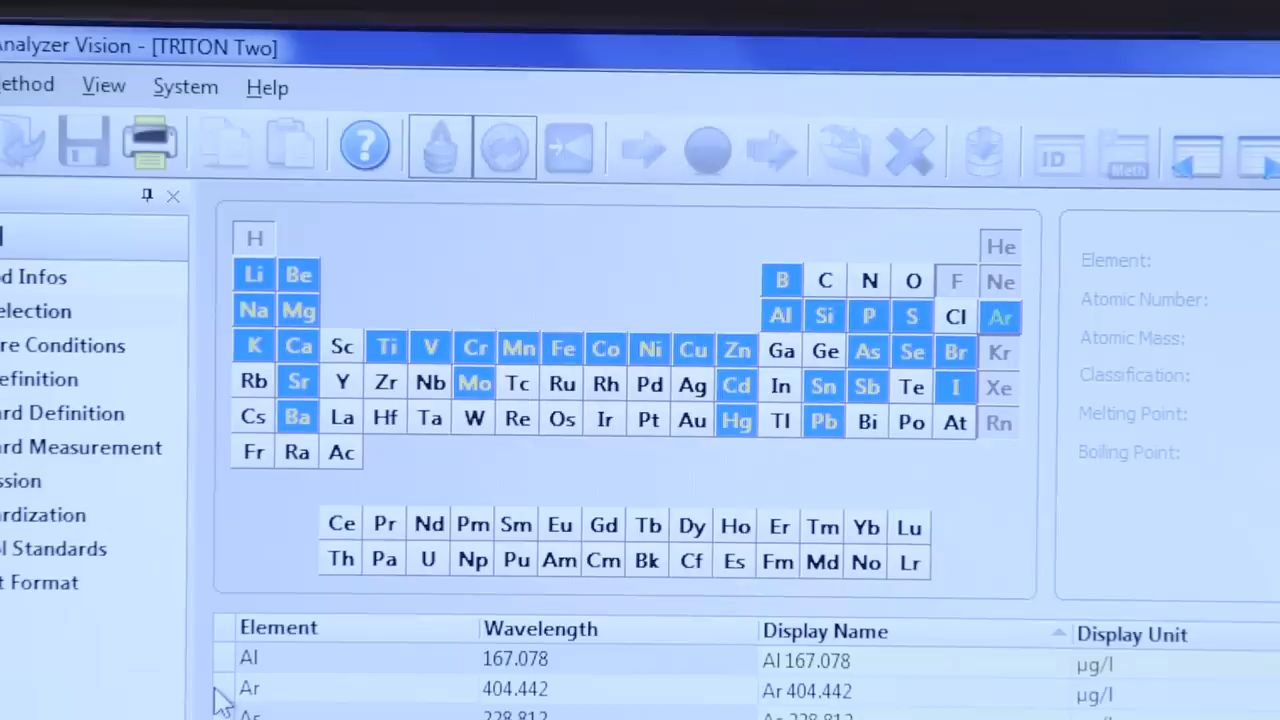 Analyzer Vision - [TRITON Two]
ethod View System Help
ID Meth
H He
Li Be B C N O F Ne
Na Mg Al Si P S Cl Ar
K Ca Sc Ti V Cr Mn Fe Co Ni Cu Zn Ga Ge As Se Br Kr
Rb Sr Y Zr Nb Mo Tc Ru Rh Pd Ag Cd In Sn Sb Te I Xe
Cs Ba La Hf Ta W Re Os Ir Pt Au Hg Tl Pb Bi Po At Rn
Fr Ra Ac
Ce Pr Nd Pm Sm Eu Gd Tb Dy Ho Er Tm Yb Lu
Th Pa U Np Pu Am Cm Bk Cf Es Fm Md No Lr
d Infos
election
re Conditions
efinition
rd Definition
rd Measurement
ssion
rdization
l Standards
t Format
Element:
Atomic Number:
Atomic Mass:
Classification:
Melting Point:
Boiling Point:
Element Wavelength Display Name Display Unit
Al 167.078 Al 167.078 µg/l
Ar 404.442 Ar 404.442 µg/l
228.812 228.812